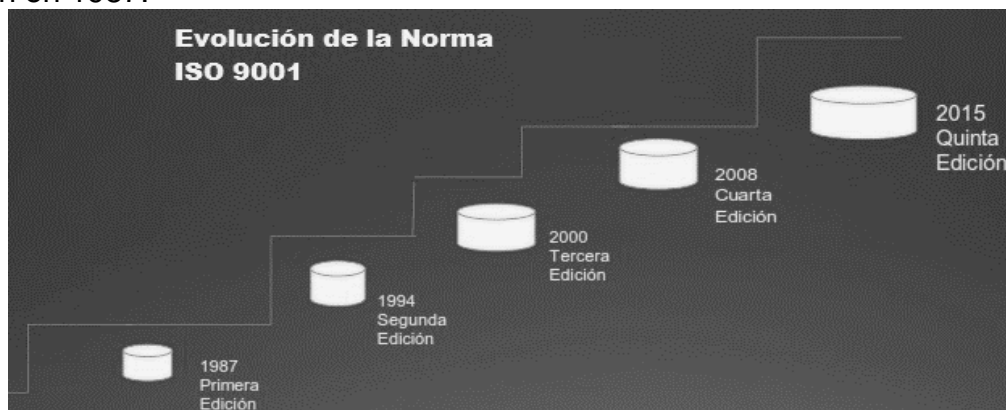 Evolución de la Norma
ISO 9001
2015
Quinta
Edición
2008
Cuarta
Edición
2000
Tercera
Edición
1994
Segunda
Edición
1987
Primera
Edición